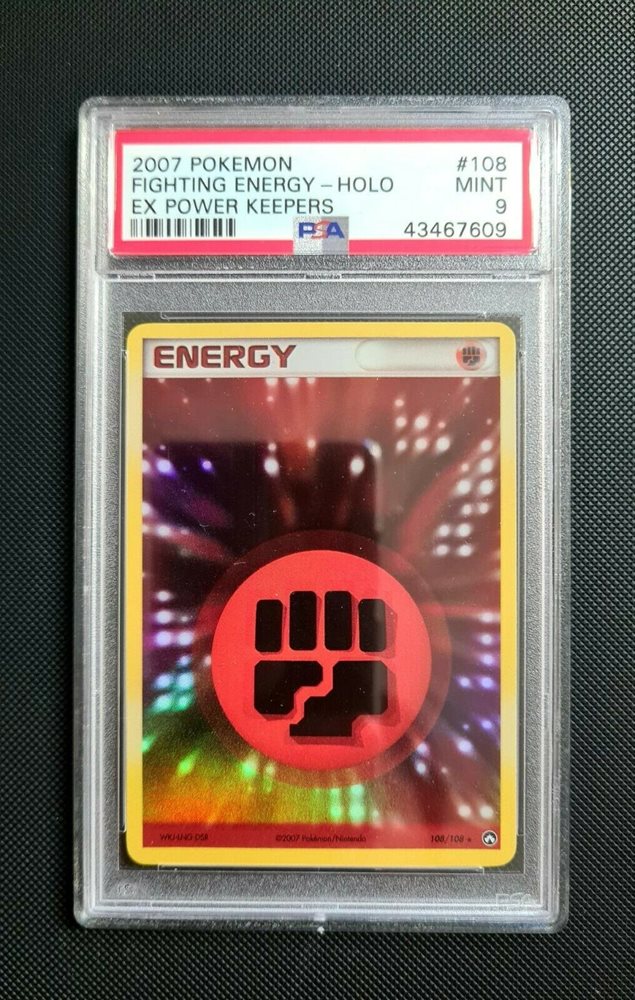 2007 POKEMON #108
FIGHTING ENERGY - HOLO MINT
EX POWER KEEPERS 9
PSA 43467609
ENERGY
©2007 Pokémon/Nintendo
108/108 ★
PSA